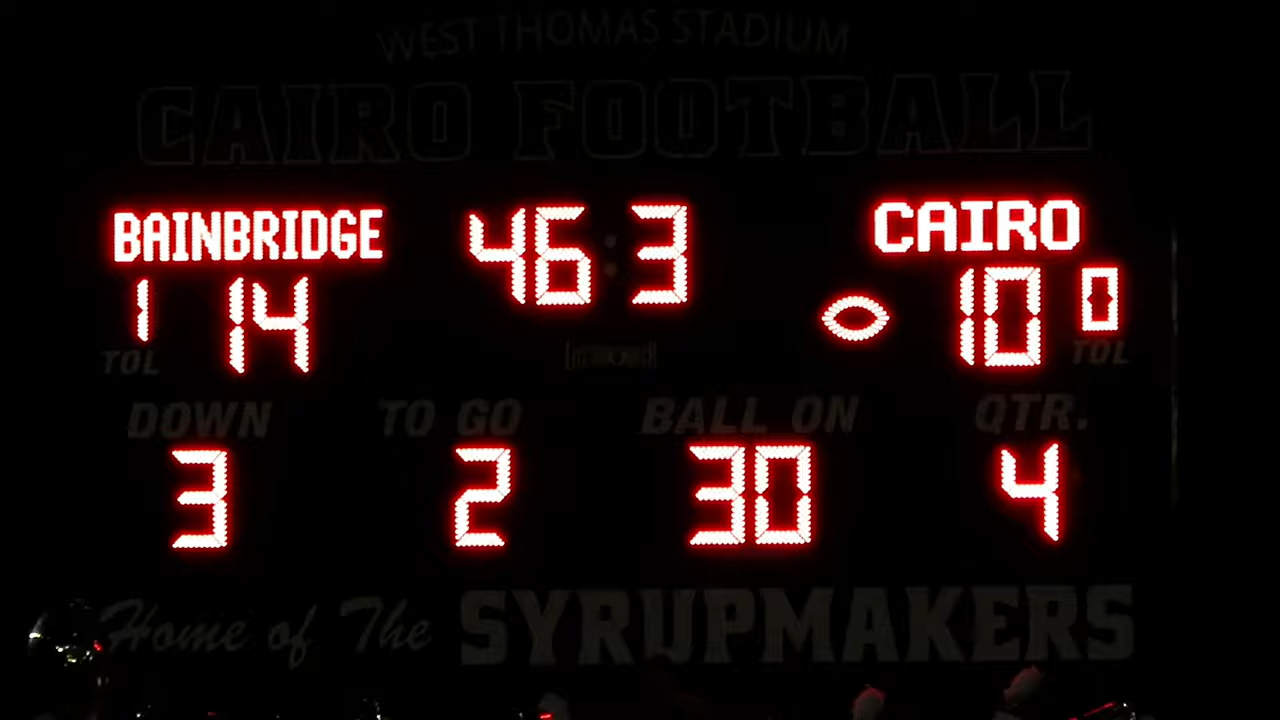 WEST THOMAS STADIUM
CAIRO FOOTBALL
BAINBRIDGE 46 3 CAIRO
1 14 10 0
TOL TOL
DOWN TO GO BALL ON QTR.
3 2 30 4
Home of The SYRUPMAKERS